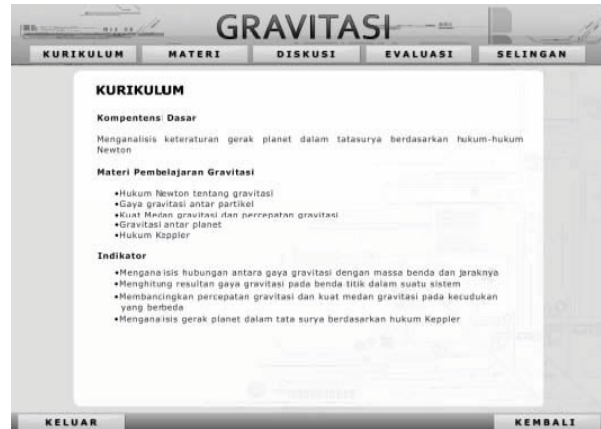 GRAVITASI
KURIKULUM MATERI DISKUSI EVALUASI SELINGAN
KURIKULUM
Kompentensi Dasar
Menganalisis keteraturan gerak planet dalam tatasurya berdasarkan hukum-hukum
Newton
Materi Pembelajaran Gravitasi
•Hukum Newton tentang gravitasi
•Gaya gravitasi antar partikel
•Kuat Medan gravitasi dan percepatan gravitasi
•Gravitasi antar planet
•Hukum Keppler
Indikator
•Menganalisis hubungan antara gaya gravitasi dengan massa benda dan jaraknya
•Menghitung resultan gaya gravitasi pada benda titik dalam suatu sistem
•Membandingkan percepatan gravitasi dan kuat medan gravitasi pada kedudukan
yang berbeda
•Menganalisis gerak planet dalam tata surya berdasarkan hukum Keppler
KELUAR KEMBALI